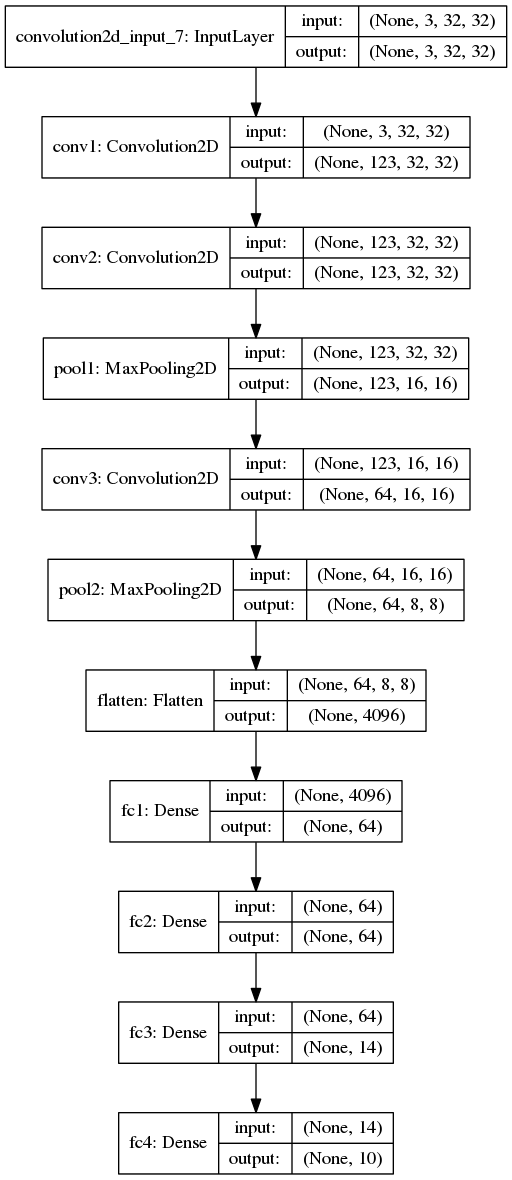 convolution2d_input_7: InputLayer
input: (None, 3, 32, 32)
output: (None, 3, 32, 32)
conv1: Convolution2D
input: (None, 3, 32, 32)
output: (None, 123, 32, 32)
conv2: Convolution2D
input: (None, 123, 32, 32)
output: (None, 123, 32, 32)
pool1: MaxPooling2D
input: (None, 123, 32, 32)
output: (None, 123, 16, 16)
conv3: Convolution2D
input: (None, 123, 16, 16)
output: (None, 64, 16, 16)
pool2: MaxPooling2D
input: (None, 64, 16, 16)
output: (None, 64, 8, 8)
flatten: Flatten
input: (None, 64, 8, 8)
output: (None, 4096)
fc1: Dense
input: (None, 4096)
output: (None, 64)
fc2: Dense
input: (None, 64)
output: (None, 64)
fc3: Dense
input: (None, 64)
output: (None, 14)
fc4: Dense
input: (None, 14)
output: (None, 10)